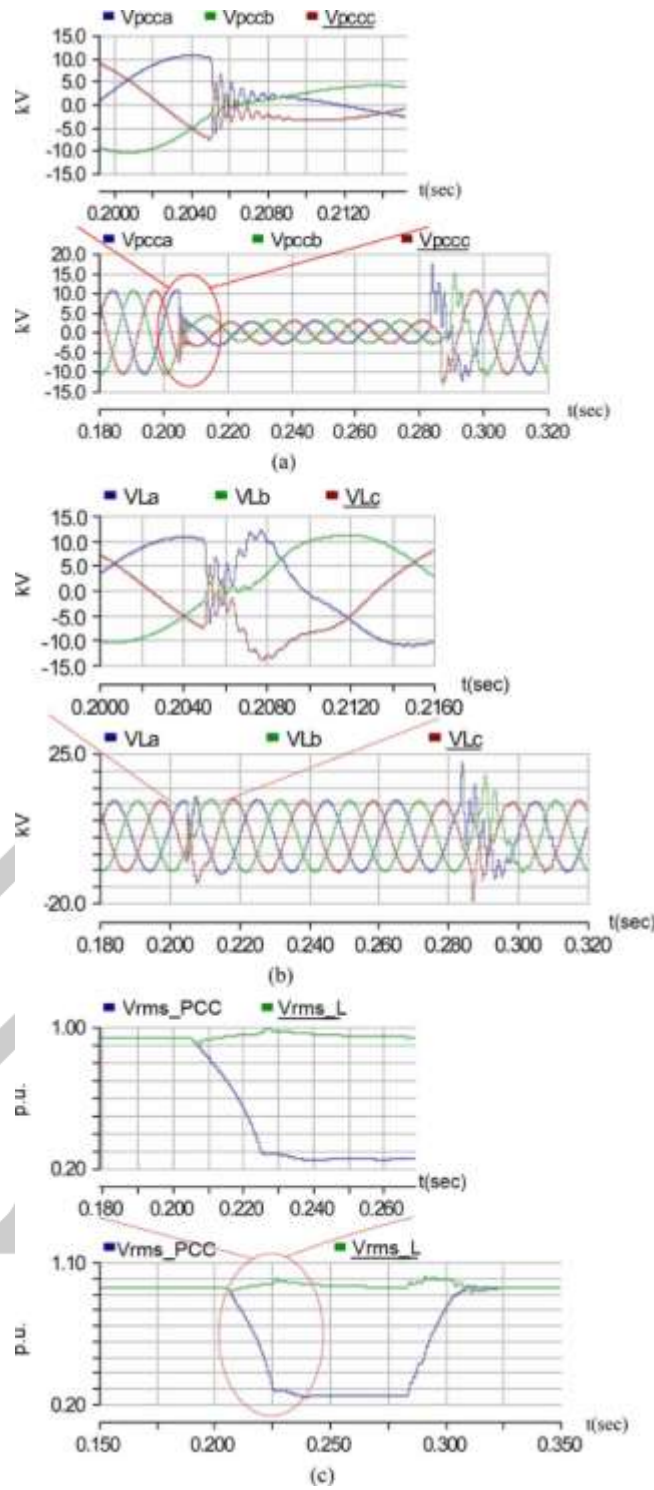 Vpcca Vpccb Vpccc
15.0
10.0
5.0
0.0
-5.0
-10.0
-15.0
kV
0.2000 0.2040 0.2080 0.2120
t(sec)
Vpcca Vpccb Vpccc
20.0
15.0
10.0
5.0
0.0
-5.0
-10.0
-15.0
kV
0.180 0.200 0.220 0.240 0.260 0.280 0.300 0.320
t(sec)
(a)
VLa VLb VLc
15.0
10.0
5.0
0.0
-5.0
-10.0
-15.0
kV
t(sec)
0.2000 0.2040 0.2080 0.2120 0.2160
VLa VLb VLc
25.0
kV
-20.0
t(sec)
0.180 0.200 0.220 0.240 0.260 0.280 0.300 0.320
(b)
Vrms_PCC Vrms_L
1.00
p.u.
0.20
t(sec)
0.180 0.200 0.220 0.240 0.260
Vrms_PCC Vrms_L
1.10
p.u.
0.20
t(sec)
0.150 0.200 0.250 0.300 0.350
(c)